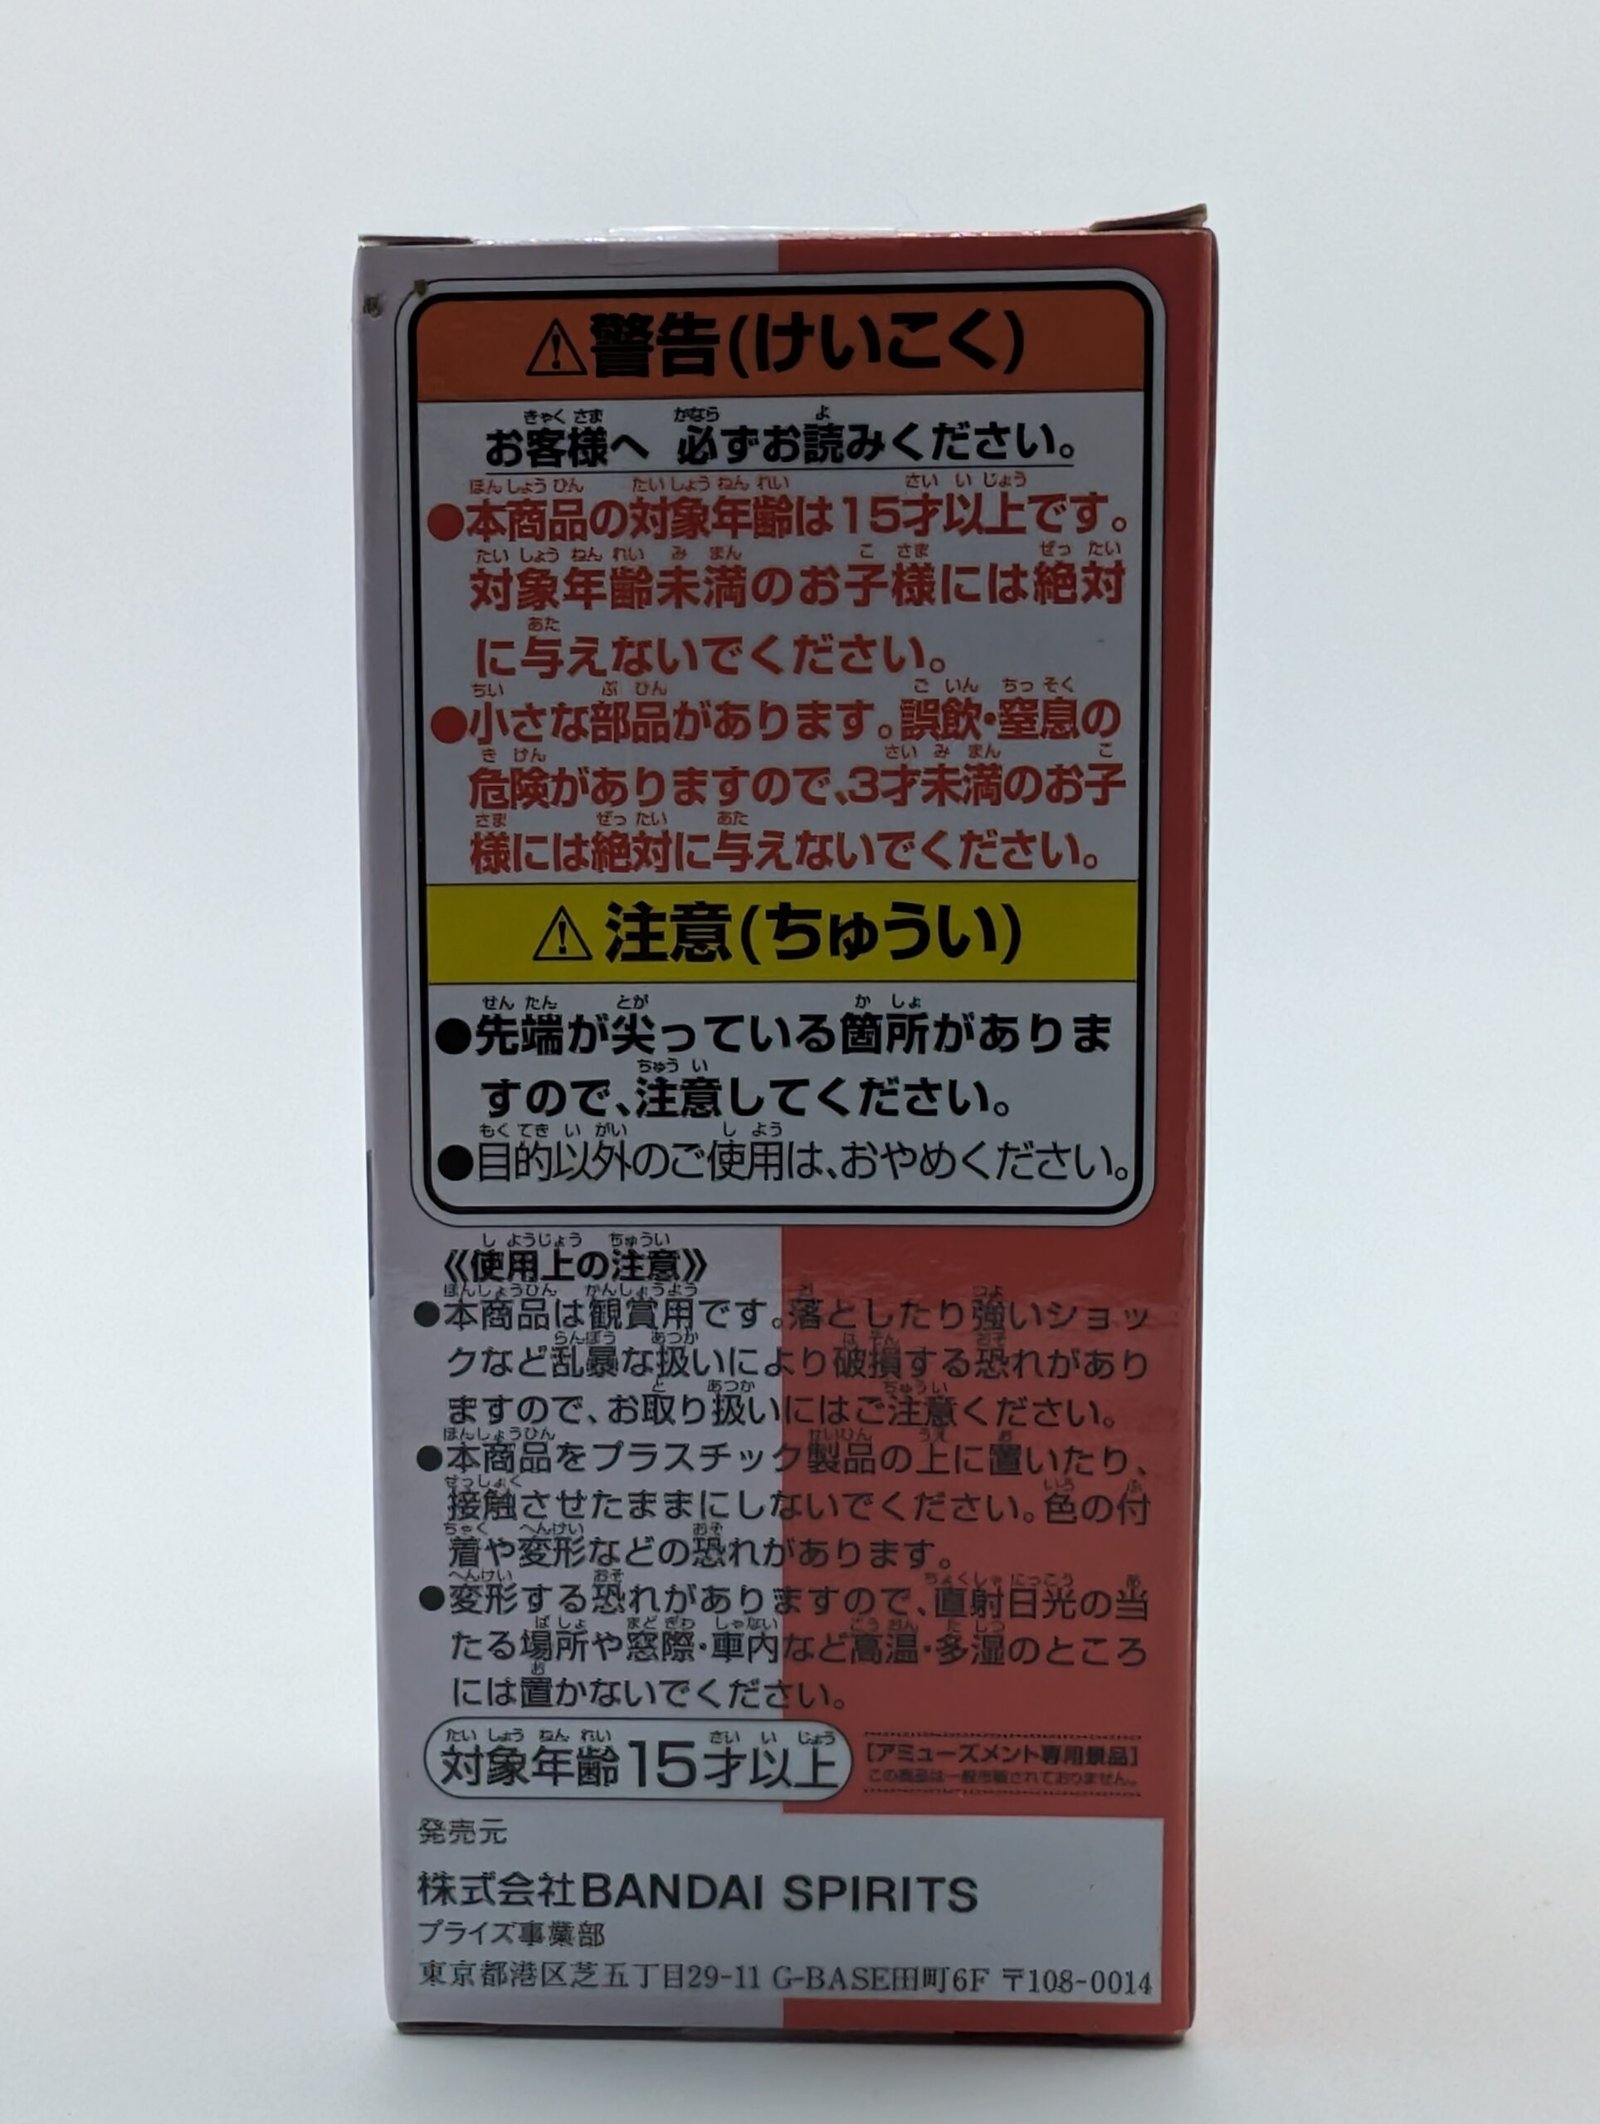 ⚠警告(けいこく)
お客様へ 必ずお読みください。
●本商品の対象年齢は15才以上です。
対象年齢未満のお子様には絶対
に与えないでください。
●小さな部品があります。誤飲・窒息の
危険がありますので、3才未満のお子
様には絶対に与えないでください。
⚠注意(ちゅうい)
●先端が尖っている箇所がありま
すので、注意してください。
●目的以外のご使用は、おやめください。
《使用上の注意》
●本商品は観賞用です。落としたり強いショッ
クなど乱暴な扱いにより破損する恐れがあり
ますので、お取り扱いにはご注意ください。
●本商品をプラスチック製品の上に置いたり、
接触させたままにしないでください。色の付
着や変形などの恐れがあります。
●変形する恐れがありますので、直射日光の当
たる場所や窓際・車内など高温・多湿のところ
には置かないでください。
対象年齢15才以上
[アミューズメント専用景品]
この商品は一般市販されておりません。
発売元
株式会社BANDAI SPIRITS
プライズ事業部
東京都港区芝五丁目29-11 G-BASE田町6F 〒108-0014